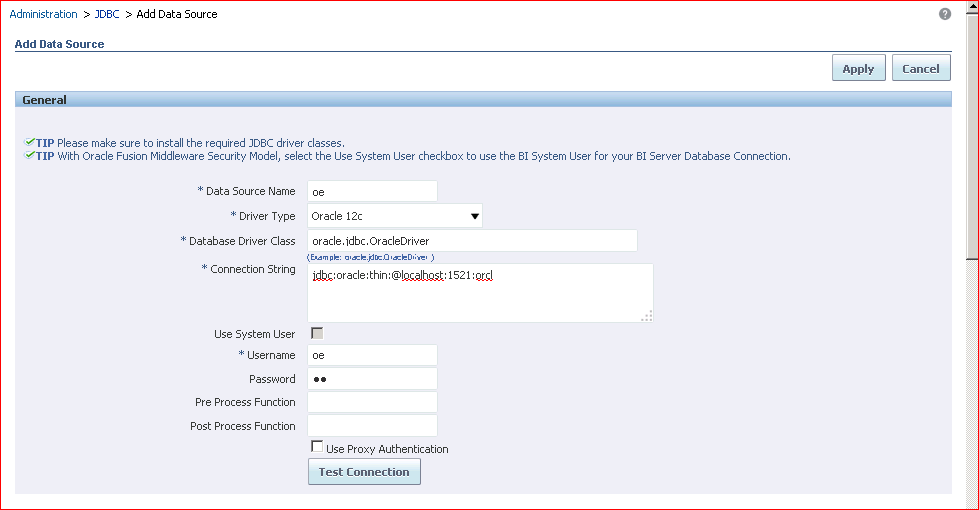 Administration > JDBC > Add Data Source
?
Add Data Source
Apply
Cancel
General
TIP Please make sure to install the required JDBC driver classes.
TIP With Oracle Fusion Middleware Security Model, select the Use System User checkbox to use the BI System User for your BI Server Database Connection.
* Data Source Name oe
* Driver Type Oracle 12c
* Database Driver Class oracle.jdbc.OracleDriver
(Example: oracle.jdbc.OracleDriver )
* Connection String jdbc:oracle:thin:@localhost:1521:orcl
Use System User
* Username oe
Password ●●
Pre Process Function
Post Process Function
Use Proxy Authentication
Test Connection